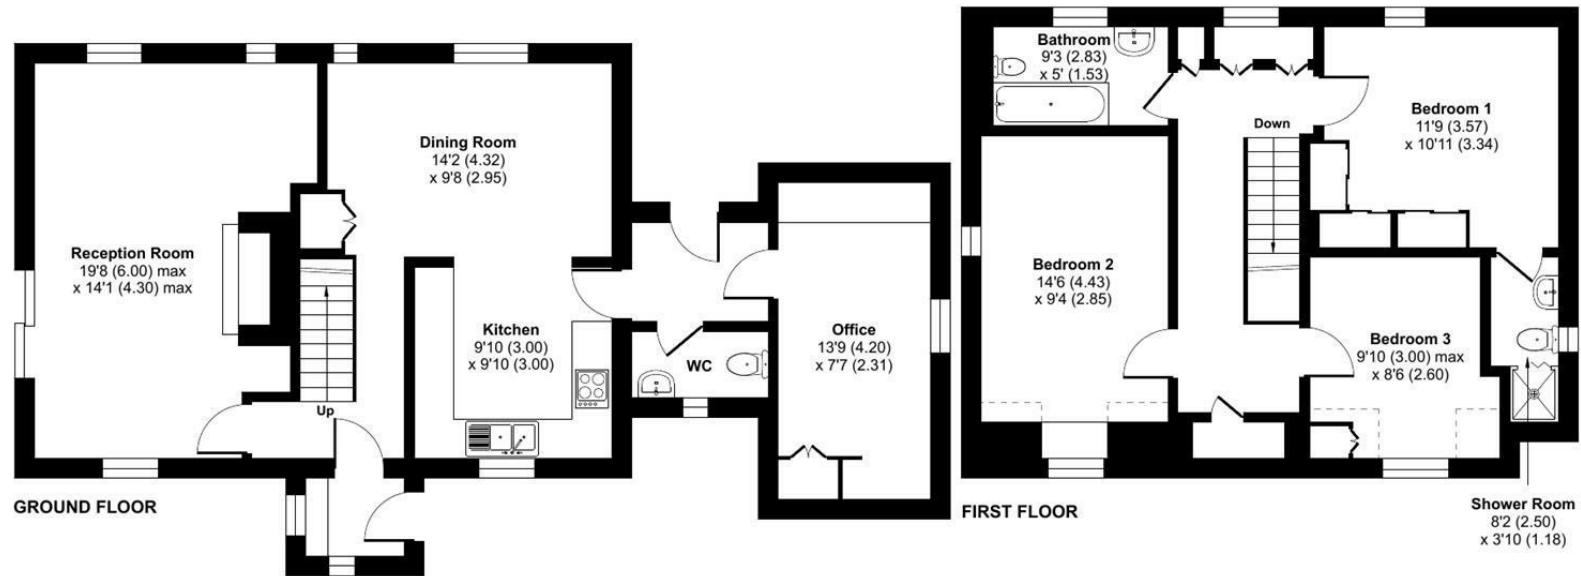 Reception Room
19'8 (6.00) max
x 14'1 (4.30) max
Dining Room
14'2 (4.32)
x 9'8 (2.95)
Kitchen
9'10 (3.00)
x 9'10 (3.00)
Up
WC
Office
13'9 (4.20)
x 7'7 (2.31)
GROUND FLOOR
Bathroom
9'3 (2.83)
x 5' (1.53)
Down
Bedroom 1
11'9 (3.57)
x 10'11 (3.34)
Bedroom 2
14'6 (4.43)
x 9'4 (2.85)
Bedroom 3
9'10 (3.00) max
x 8'6 (2.60)
Shower Room
8'2 (2.50)
x 3'10 (1.18)
FIRST FLOOR